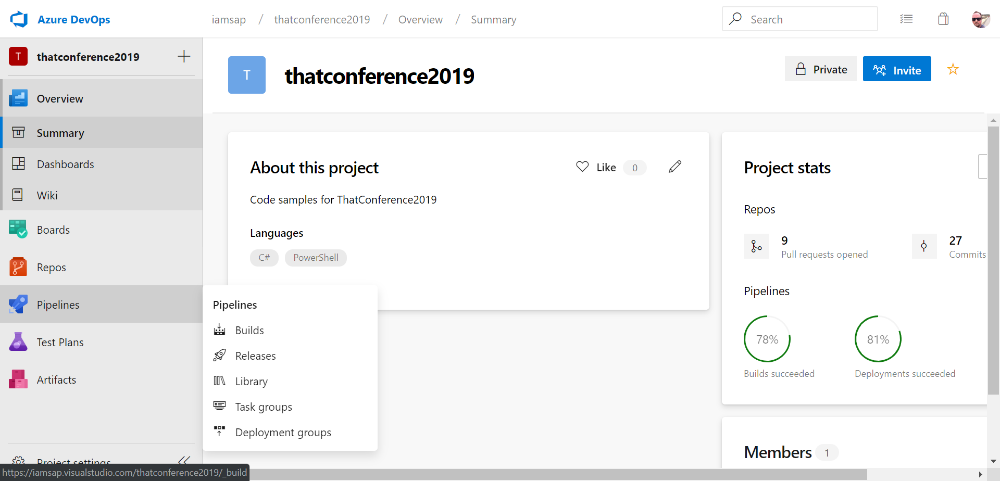 Azure DevOps
iamsap / thatconference2019 / Overview / Summary
Search
T thatconference2019
Overview
Summary
Dashboards
Wiki
Boards
Repos
Pipelines
Test Plans
Artifacts
Project settings
https://iamsap.visualstudio.com/thatconference2019/_build
T thatconference2019
Private
Invite
About this project
Like 0
Code samples for ThatConference2019
Languages
C# PowerShell
Pipelines
Builds
Releases
Library
Task groups
Deployment groups
Project stats
Repos
9
Pull requests opened
27
Commits
Pipelines
78%
Builds succeeded
81%
Deployments succeeded
Members 1